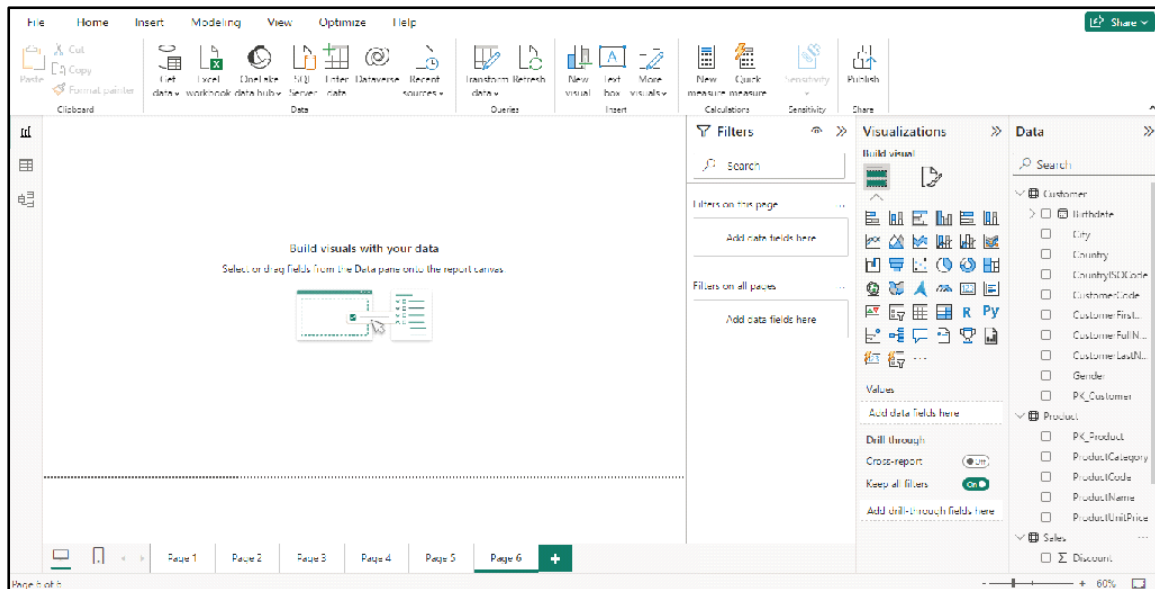 File Home Insert Modeling View Optimize Help
Share
Paste
Cut
Copy
Format painter
Clipboard
Get data
Excel workbook
OneLake data hub
SQL Server
Enter data
Dataverse
Recent sources
Data
Transform data
Refresh
Queries
New visual
Text box
More visuals
Insert
New measure
Quick measure
Calculations
Sensitivity
Sensitivity
Publish
Share
Build visuals with your data
Select or drag fields from the Data pane onto the report canvas.
Filters
Search
Filters on this page
Add data fields here
Filters on all pages
Add data fields here
Visualizations
Build visual
R Py
123
Values
Add data fields here
Drill through
Cross-report Off
Keep all filters On
Add drill-through fields here
Data
Search
Customer
Birthdate
City
Country
CountryISOCode
CustomerCode
CustomerFirst...
CustomerFullN...
CustomerLastN...
Gender
PK_Customer
Product
PK_Product
ProductCategory
ProductCode
ProductName
ProductUnitPrice
Sales
Σ Discount
Page 1 Page 2 Page 3 Page 4 Page 5 Page 6 +
Page 6 of 6
- + 60%